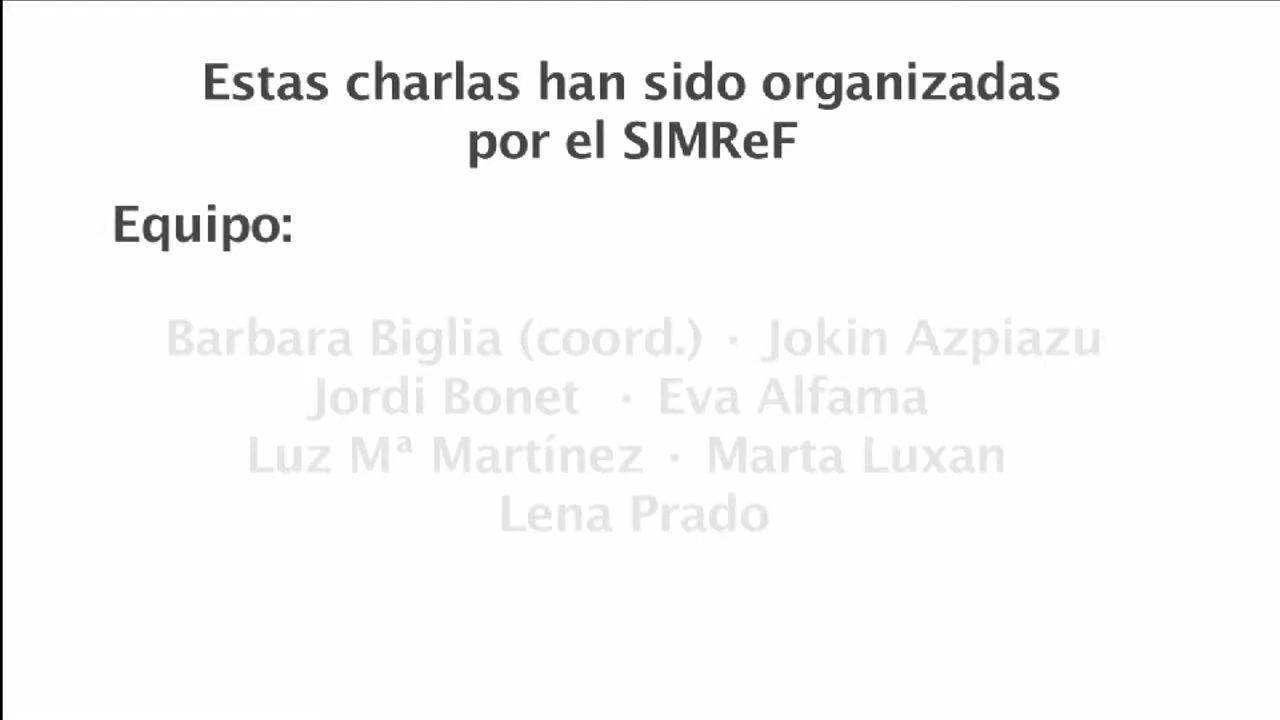 Estas charlas han sido organizadas
por el SIMReF
Equipo:
Barbara Biglia (coord.) · Jokin Azpiazu
Jordi Bonet · Eva Alfama
Luz Mª Martínez · Marta Luxan
Lena Prado